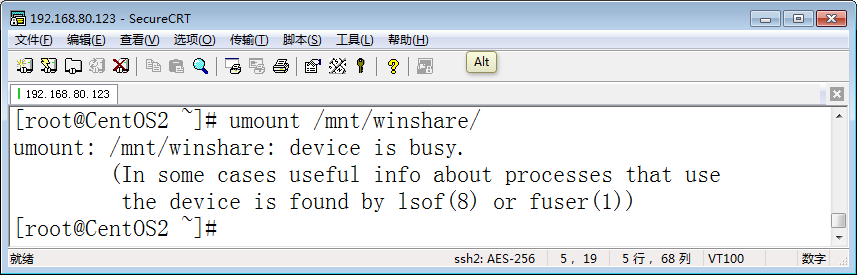 192.168.80.123 - SecureCRT
文件(F) 编辑(E) 查看(V) 选项(O) 传输(T) 脚本(S) 工具(L) 帮助(H)
Alt
192.168.80.123
[root@CentOS2 ~]# umount /mnt/winshare/
umount: /mnt/winshare: device is busy.
(In some cases useful info about processes that use
the device is found by lsof(8) or fuser(1))
[root@CentOS2 ~]#
就绪 ssh2: AES-256 5, 19 5 行, 68 列 VT100 数字